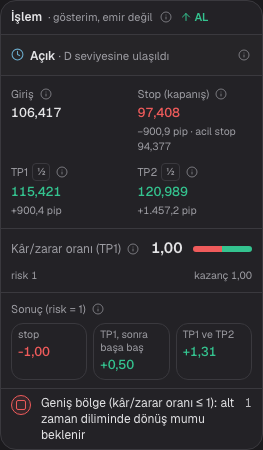 İşlem · gösterim, emir değil ↑ AL
Açık · D seviyesine ulaşıldı
Giriş Stop (kapanış)
106,417 97,408
−900,9 pip · acil stop
94,377
TP1 ½ TP2 ½
115,421 120,989
+900,4 pip +1.457,2 pip
Kâr/zarar oranı (TP1) 1,00
risk 1 kazanç 1,00
Sonuç (risk = 1)
stop TP1, sonra TP1 ve TP2
başa baş
-1,00 +0,50 +1,31
Geniş bölge (kâr/zarar oranı ≤ 1): alt 1
zaman diliminde dönüş mumu
beklenir